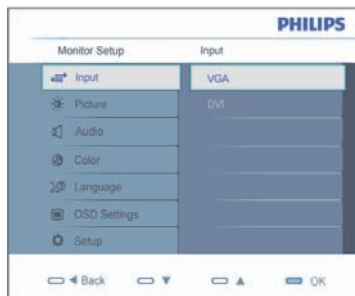 PHILIPS
Monitor Setup Input
Input VGA
Picture DVI
Audio
Color
Language
OSD Settings
Setup
Back OK